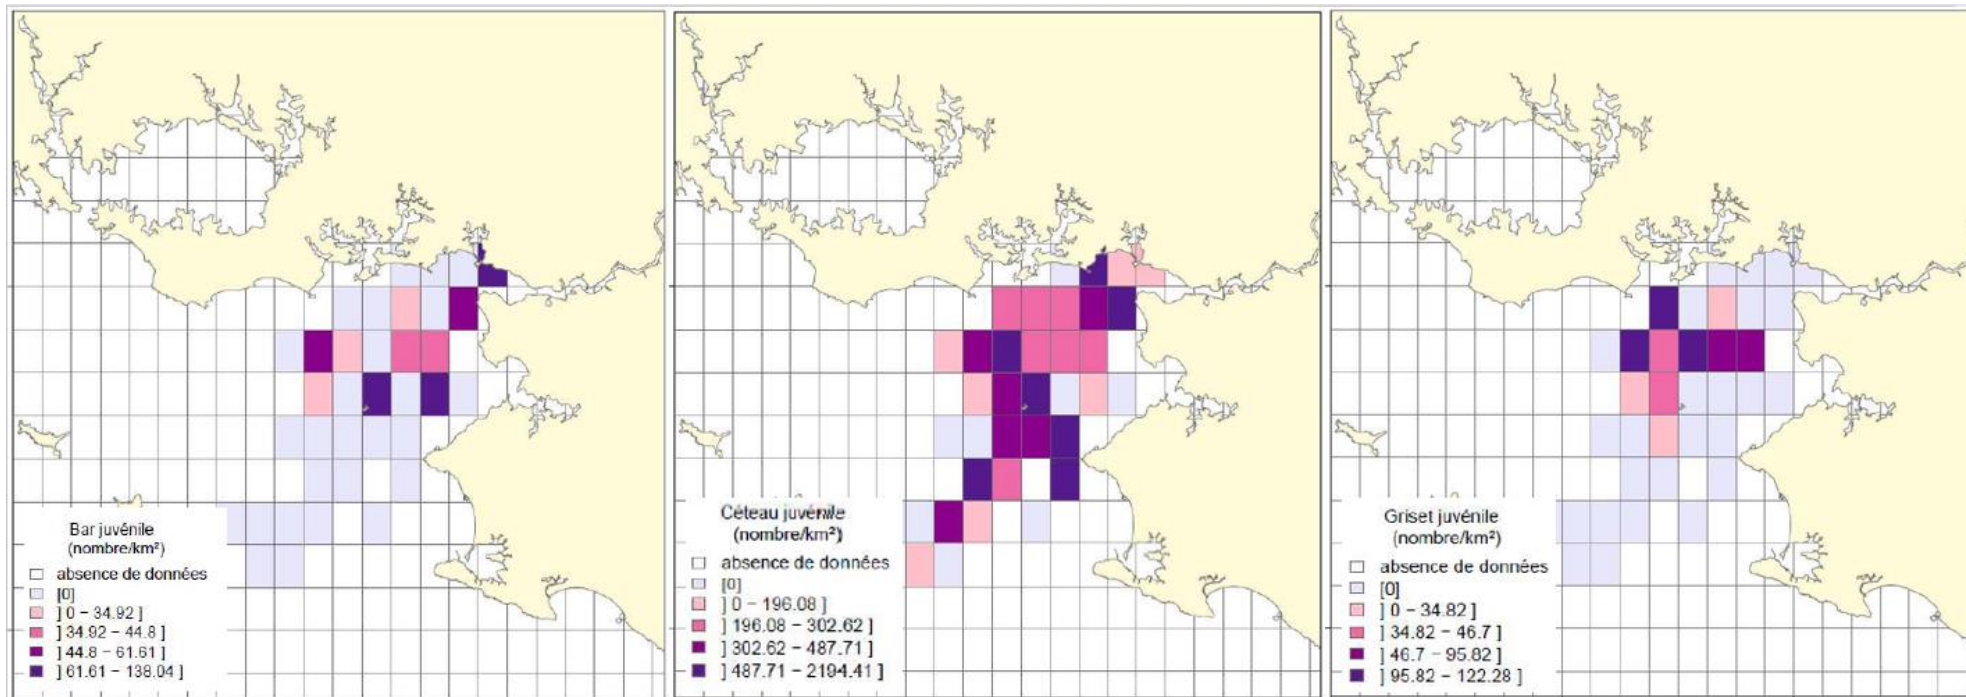 Bar juvénile
(nombre/km²)
absence de données
[0]
] 0 – 34.92 ]
] 34.92 – 44.8 ]
] 44.8 – 61.61 ]
] 61.61 – 138.04 ]
Céteau juvénile
(nombre/km²)
absence de données
[0]
] 0 – 196.08 ]
] 196.08 – 302.62 ]
] 302.62 – 487.71 ]
] 487.71 – 2194.41 ]
Griset juvénile
(nombre/km²)
absence de données
[0]
] 0 – 34.82 ]
] 34.82 – 46.7 ]
] 46.7 – 95.82 ]
] 95.82 – 122.28 ]